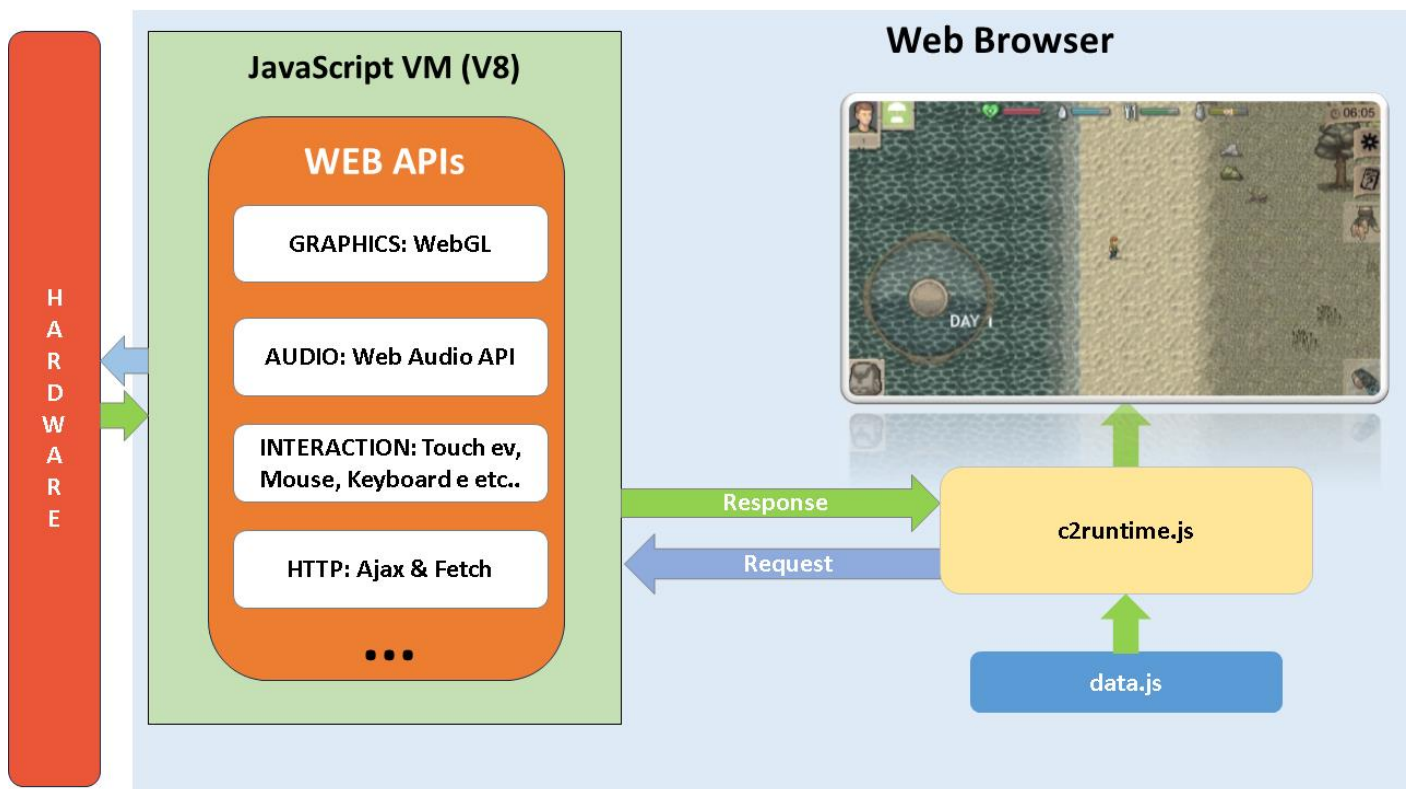 Web Browser
JavaScript VM (V8)
WEB APIs
GRAPHICS: WebGL
AUDIO: Web Audio API
INTERACTION: Touch ev,
Mouse, Keyboard e etc..
HTTP: Ajax & Fetch
...
H
A
R
D
W
A
R
E
06:05
DAY 1
Response
Request
c2runtime.js
data.js